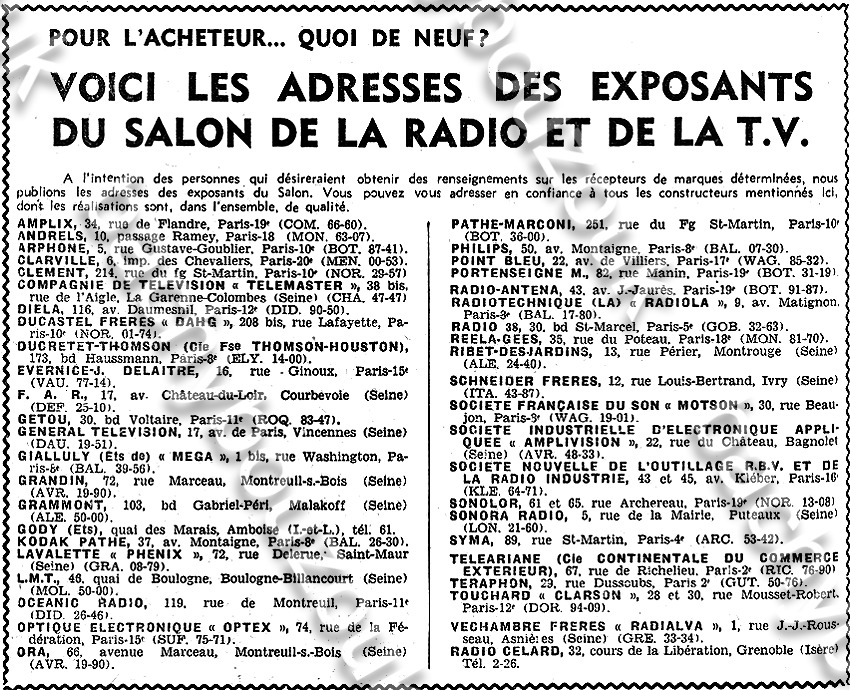 POUR L'ACHETEUR... QUOI DE NEUF?
VOICI LES ADRESSES DES EXPOSANTS
DU SALON DE LA RADIO ET DE LA T.V.
A l'intention des personnes qui désireraient obtenir des renseignements sur les récepteurs de marques déterminées, nous
publions les adresses des exposants du Salon. Vous pouvez vous adresser en confiance à tous les constructeurs mentionnés ici,
dont les réalisations sont, dans l'ensemble, de qualité.
AMPLIX, 34, rue de Flandre, Paris-19e (COM. 66-60).
ANDRELS, 10, passage Ramey, Paris-18 (MON. 63-07).
ARPHONE, 5, rue Gustave-Goublier, Paris-10e (BOT. 87-41).
CLARVILLE, 6, imp. des Chevaliers, Paris-20e (MEN. 00-53).
CLEMENT, 214, rue du fg St-Martin, Paris-10e (NOR. 29-57)
COMPAGNIE DE TELEVISION « TELEMASTER », 38 bis,
rue de l'Aigle, La Garenne-Colombes (Seine) (CHA. 47-47)
DIELA, 116, av. Daumesnil, Paris-12e (DID. 90-50).
DUCASTEL FRERES « DAHG », 208 bis, rue Lafayette, Pa-
ris-10e (NOR. 01-74).
DUCRETET-THOMSON (Cie Fse THOMSON-HOUSTON),
173, bd Haussmann, Paris-8e (ELY. 14-00).
EVERNICE-J. DELAITRE, 16, rue Ginoux, Paris-15e
(VAU. 77-14).
F. A. R., 17, av. Château-du-Loir, Courbevoie (Seine)
(DEF. 25-10).
GETOU, 30, bd Voltaire, Paris-11e (ROQ. 83-47).
GENERAL TELEVISION, 17, av. de Paris, Vincennes (Seine)
(DAU. 19-51).
GIALLULY (Ets de) « MEGA », 1 bis, rue Washington, Pa-
ris-8e (BAL. 39-56).
GRANDIN, 72, rue Marceau, Montreuil-s.-Bois (Seine)
(AVR. 19-90).
GRAMMONT, 103, bd Gabriel-Péri, Malakoff (Seine)
(ALE. 50-00).
GODY (Ets), quai des Marais, Amboise (I.-et-L.), tél. 61.
KODAK PATHE, 37, av. Montaigne, Paris-8e (BAL. 26-30).
LAVALETTE « PHENIX », 72, rue Delerue, Saint-Maur
(Seine) (GRA. 08-79).
L.M.T., 46, quai de Boulogne, Boulogne-Billancourt (Seine)
(MOL. 50-00).
OCEANIC RADIO, 119, rue de Montreuil, Paris-11e
(DID. 26-46).
OPTIQUE ELECTRONIQUE « OPTEX », 74, rue de la Fé-
dération, Paris-15e (SUF. 75-71).
ORA, 66, avenue Marceau, Montreuil-s.-Bois (Seine)
(AVR. 19-90).
PATHE-MARCONI, 251, rue du Fg St-Martin, Paris-10e
(BOT. 36-00).
PHILIPS, 50, av. Montaigne, Paris-8e (BAL. 07-30).
POINT BLEU, 22, av. de Villiers, Paris-17e (WAG. 85-32).
PORTENSEIGNE M., 82, rue Manin, Paris-19e (BOT. 31-19).
RADIO-ANTENA, 43, av. J.-Jaurès, Paris-19e (BOT. 91-87).
RADIOTECHNIQUE (LA) « RADIOLA », 9, av. Matignon,
Paris-3e (BAL. 17-80).
RADIO 38, 30, bd St-Marcel, Paris-5e (GOB. 32-63).
REELA-GEES, 35, rue du Poteau, Paris-18e (MON. 81-70).
RIBET-DESJARDINS, 13, rue Périer, Montrouge (Seine)
(ALE. 24-40).
SCHNEIDER FRERES, 12, rue Louis-Bertrand, Ivry (Seine)
(ITA. 43-87).
SOCIETE FRANÇAISE DU SON « MOTSON », 30, rue Beau-
jon, Paris-3e (WAG. 19-01).
SOCIETE INDUSTRIELLE D'ELECTRONIQUE APPLI-
QUEE « AMPLIVISION », 22, rue du Château, Bagnolet
(Seine) (AVR. 48-33).
SOCIETE NOUVELLE DE L'OUTILLAGE R.B.V. ET DE
LA RADIO INDUSTRIE, 43 et 45, av. Kléber, Paris-16e
(KLE. 64-71).
SONOLOR, 61 et 65, rue Archereau, Paris-19e (NOR. 13-08)
SONORA RADIO, 5, rue de la Mairie, Puteaux (Seine)
(LON. 21-60).
SYMA, 89, rue St-Martin, Paris-4e (ARC. 53-42).
TELEARIANE (Cie CONTINENTALE DU COMMERCE
EXTERIEUR), 67, rue de Richelieu, Paris-2e (RIC. 76-90)
TERAPHON, 29, rue Dussoubs, Paris 2e (GUT. 50-76).
TOUCHARD « CLARSON », 28 et 30, rue Mousset-Robert,
Paris-12e (DOR. 94-09).
VECHAMBRE FRERES « RADIALVA », 1, rue J.-J.-Rous-
seau, Asnières (Seine) (GRE. 33-34).
RADIO CELARD, 32, cours de la Libération, Grenoble (Isère)
Tél. 2-26.